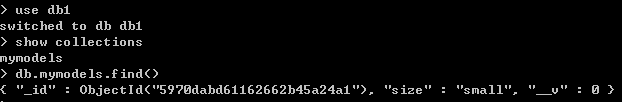 > use db1
switched to db db1
> show collections
mymodels
> db.mymodels.find()
{ "_id" : ObjectId("5970dabd61162662b45a24a1"), "size" : "small", "__v" : 0 }